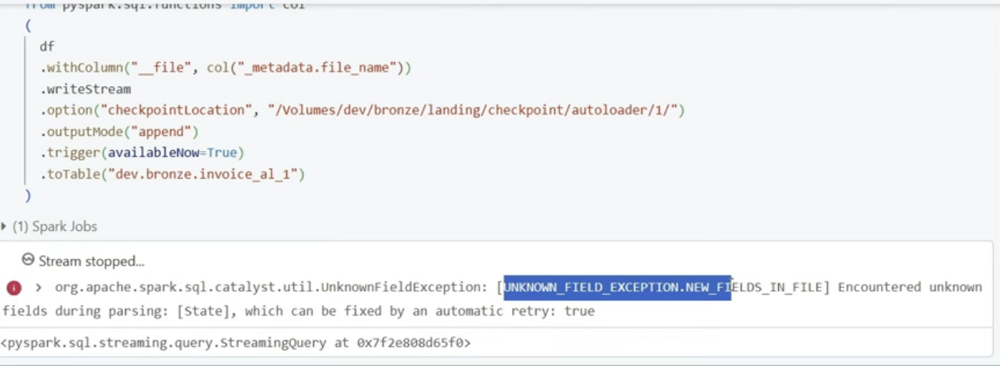 from pyspark.sql.functions import col
(
df
.withColumn("__file", col("_metadata.file_name"))
.writeStream
.option("checkpointLocation", "/Volumes/dev/bronze/landing/checkpoint/autoloader/1/")
.outputMode("append")
.trigger(availableNow=True)
.toTable("dev.bronze.invoice_al_1")
)
(1) Spark Jobs
Stream stopped...
org.apache.spark.sql.catalyst.util.UnknownFieldException: [UNKNOWN_FIELD_EXCEPTION.NEW_FIELDS_IN_FILE] Encountered unknown
fields during parsing: [State], which can be fixed by an automatic retry: true
<pyspark.sql.streaming.query.StreamingQuery at 0x7f2e808d65f0>